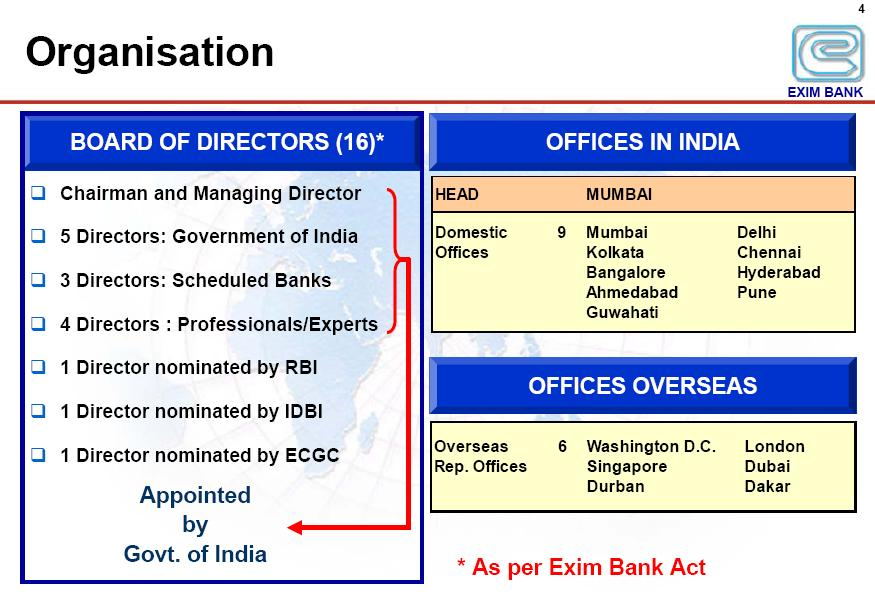 4
Organisation
EXIM BANK
BOARD OF DIRECTORS (16)*
Chairman and Managing Director
5 Directors: Government of India
3 Directors: Scheduled Banks
4 Directors : Professionals/Experts
1 Director nominated by RBI
1 Director nominated by IDBI
1 Director nominated by ECGC
Appointed
by
Govt. of India
OFFICES IN INDIA
HEAD MUMBAI
Domestic 9 Mumbai Delhi
Offices Kolkata Chennai
Bangalore Hyderabad
Ahmedabad Pune
Guwahati
OFFICES OVERSEAS
Overseas 6 Washington D.C. London
Rep. Offices Singapore Dubai
Durban Dakar
* As per Exim Bank Act